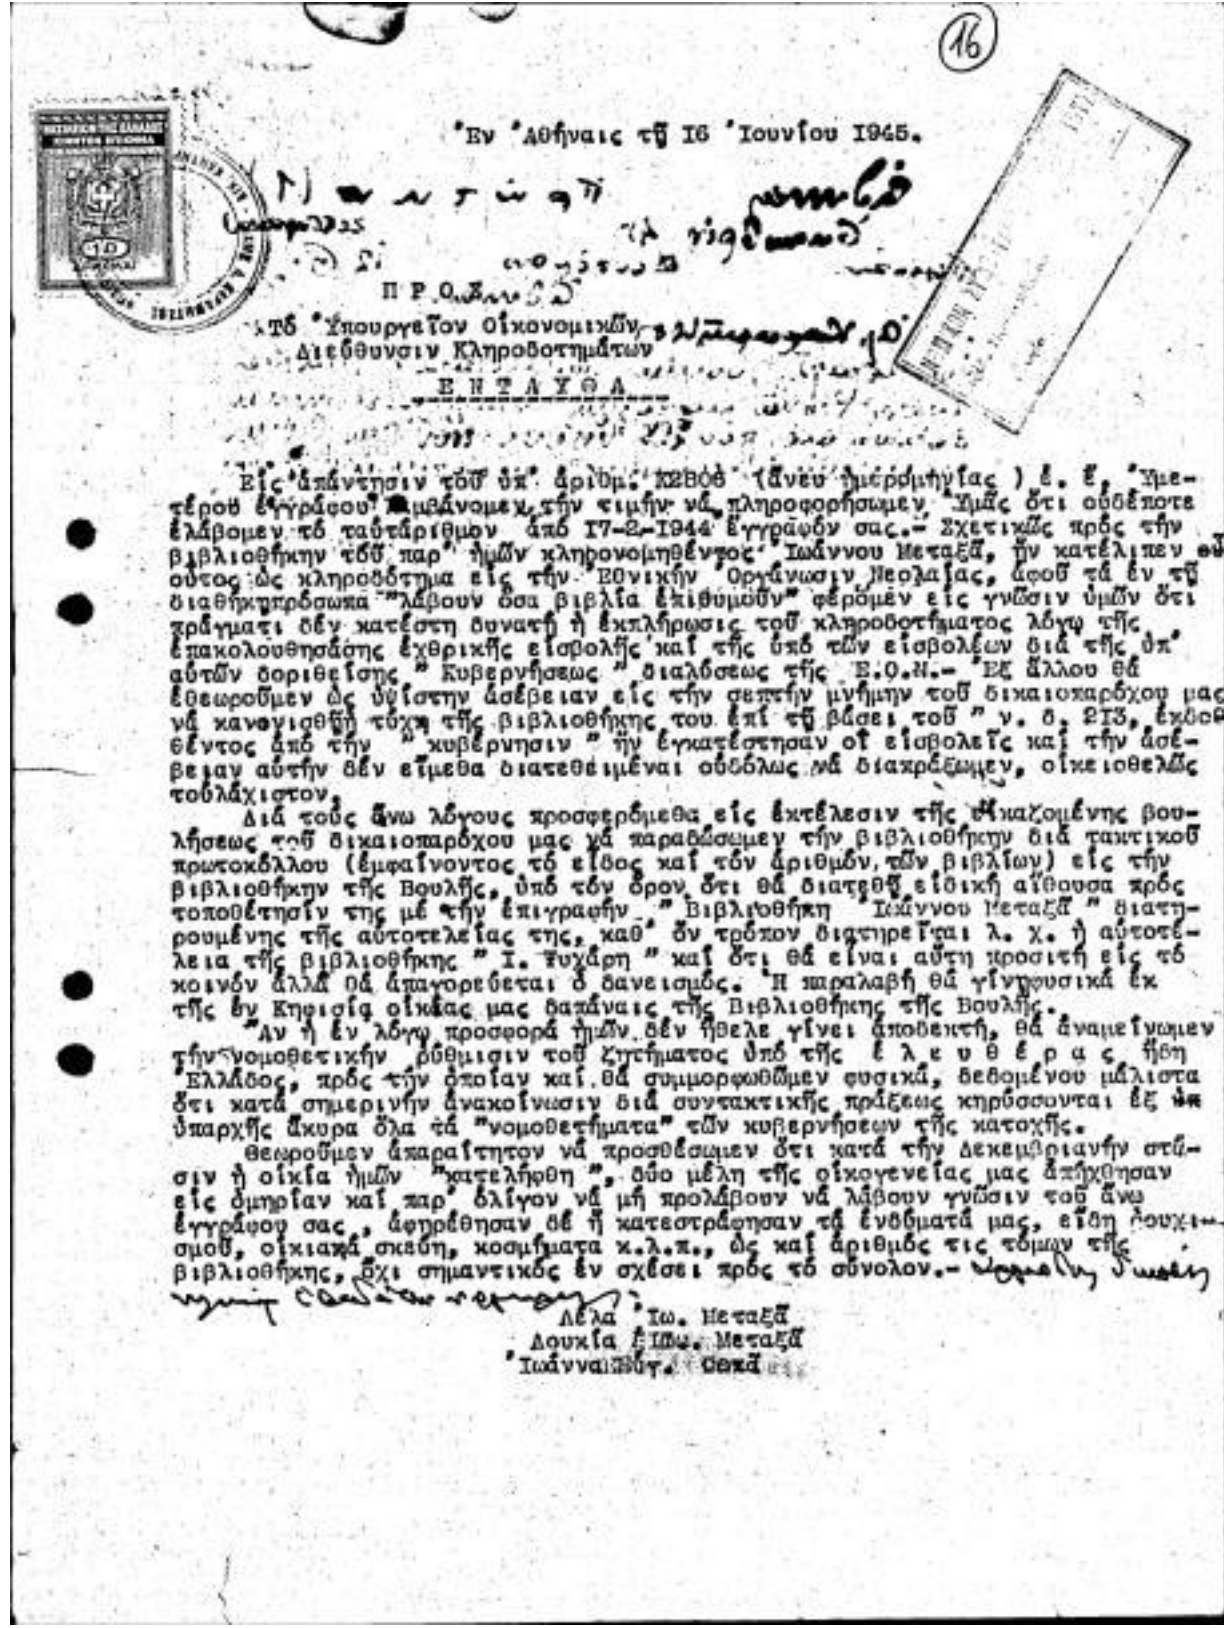 16
Ἐν Ἀθήναις τῇ 16 Ἰουνίου 1945.
ΒΑΣΙΛΕΙΟΝ ΤΗΣ ΕΛΛΑΔΟΣ
10
ΠΡΟΣ
Τὸ Ὑπουργεῖον Οἰκονομικῶν
Διεύθυνσιν Κληροδοτημάτων
ΕΝΤΑΥΘΑ
Εἰς ἀπάντησιν τοῦ ὑπ' ἀριθμ. Κ2806 (ἄνευ ἡμερομηνίας ) ἐ. ἔ. Ὑμε-
τέρου ἐγγράφου λαμβάνομεν τὴν τιμὴν νὰ πληροφορήσωμεν Ὑμᾶς ὅτι οὐδέποτε
ἐλάβομεν τὸ ταὐτάριθμον ἀπὸ 17-2-1944 ἔγγραφόν σας.- Σχετικῶς πρὸς τὴν
βιβλιοθήκην τοῦ παρ' ἡμῶν κληρονομηθέντος Ἰωάννου Μεταξᾶ, ἣν κατέλιπεν
οὗτος ὡς κληροδότημα εἰς τὴν Ἐθνικὴν Ὀργάνωσιν Νεολαίας, ἀφοῦ τὰ ἐν τῇ
διαθήκῃπρόσωπα "λάβουν ὅσα βιβλία ἐπιθυμοῦν" φέρομεν εἰς γνῶσιν ὑμῶν ὅτι
πράγματι δὲν κατέστη δυνατὴ ἡ ἐκπλήρωσις τοῦ κληροδοτήματος λόγῳ τῆς
ἐπακολουθησάσης ἐχθρικῆς εἰσβολῆς καὶ τῆς ὑπὸ τῶν εἰσβολέων διὰ τῆς ὑπ'
αὐτῶν δορισθείσης " Κυβερνήσεως " διαλύσεως τῆς Ε.Ο.Ν.- Ἐξ ἄλλου θὰ
ἐθεωροῦμεν ὡς ὑψίστην ἀσέβειαν εἰς τὴν σεπτὴν μνήμην τοῦ δικαιοπαρόχου μας
νὰ κανονισθῇἡ τύχη τῆς βιβλιοθήκης του ἐπὶ τῇ βάσει τοῦ " ν. δ. 213, ἐκδο-
θέντος ἀπὸ τὴν " κυβέρνησιν " ἣν ἐγκατέστησαν οἱ εἰσβολεῖς καὶ τὴν ἀσέ-
βειαν αὐτὴν δὲν εἴμεθα διατεθειμέναι οὐδόλως νὰ διαπράξωμεν, οἰκειοθελῶς
τοὐλάχιστον.
Διὰ τοὺς ἄνω λόγους προσφερόμεθα εἰς ἐκτέλεσιν τῆς εἰκαζομένης βου-
λήσεως τοῦ δικαιοπαρόχου μας νὰ παραδώσωμεν τὴν βιβλιοθήκην διὰ τακτικοῦ
πρωτοκόλλου (ἐμφαίνοντος τὸ εἶδος καὶ τὸν ἀριθμὸν τῶν βιβλίων) εἰς τὴν
βιβλιοθήκην τῆς Βουλῆς, ὑπὸ τὸν ὅρον ὅτι θὰ διατεθῇ εἰδικὴ αἴθουσα πρὸς
τοποθέτησίν της μὲ τὴν ἐπιγραφὴν " Βιβλιοθήκη Ἰωάννου Μεταξᾶ " διατη-
ρουμένης τῆς αὐτοτελείας της, καθ' ὃν τρόπον διατηρεῖται λ. χ. ἡ αὐτοτέ-
λεια τῆς βιβλιοθήκης " Ι. Ψυχάρη " καὶ ὅτι θὰ εἶναι αὕτη προσιτὴ εἰς τὸ
κοινὸν ἀλλὰ θὰ ἀπαγορεύεται ὁ δανεισμός. Ἡ παραλαβὴ θὰ γίνῃφυσικὰ ἐκ
τῆς ἐν Κηφισίᾳ οἰκίας μας δαπάναις τῆς Βιβλιοθήκης τῆς Βουλῆς.
Ἂν ἡ ἐν λόγῳ προσφορὰ ἡμῶν δὲν ἤθελε γίνει ἀποδεκτή, θὰ ἀναμείνωμεν
τὴν νομοθετικὴν ρύθμισιν τοῦ ζητήματος ὑπὸ τῆς ἐ λ ε υ θ έ ρ α ς ἤδη
Ἑλλάδος, πρὸς τὴν ὁποίαν καὶ θὰ συμμορφωθῶμεν φυσικά, δεδομένου μάλιστα
ὅτι κατὰ σημερινὴν ἀνακοίνωσιν διὰ συντακτικῆς πράξεως κηρύσσονται ἐξ
ὑπαρχῆς ἄκυρα ὅλα τὰ "νομοθετήματα" τῶν κυβερνήσεων τῆς κατοχῆς.
Θεωροῦμεν ἀπαραίτητον νὰ προσθέσωμεν ὅτι κατὰ τὴν Δεκεμβριανὴν στά-
σιν ἡ οἰκία ἡμῶν "κατελήφθη ", δύο μέλη τῆς οἰκογενείας μας ἀπήχθησαν
εἰς ὁμηρίαν καὶ παρ' ὀλίγον νὰ μὴ προλάβουν νὰ λάβουν γνῶσιν τοῦ ἄνω
ἐγγράφου σας , ἀφηρέθησαν δὲ ἢ κατεστράφησαν τὰ ἐνδύματά μας, εἴδη ρουχι-
σμοῦ, οἰκιακὰ σκεύη, κοσμήματα κ.λ.π., ὡς καὶ ἀριθμός τις τόμων τῆς
βιβλιοθήκης, ὄχι σημαντικὸς ἐν σχέσει πρὸς τὸ σύνολον.-
Λέλα Ἰω. Μεταξᾶ
Λουκία Ἰω. Μεταξᾶ
Ἰωάννα